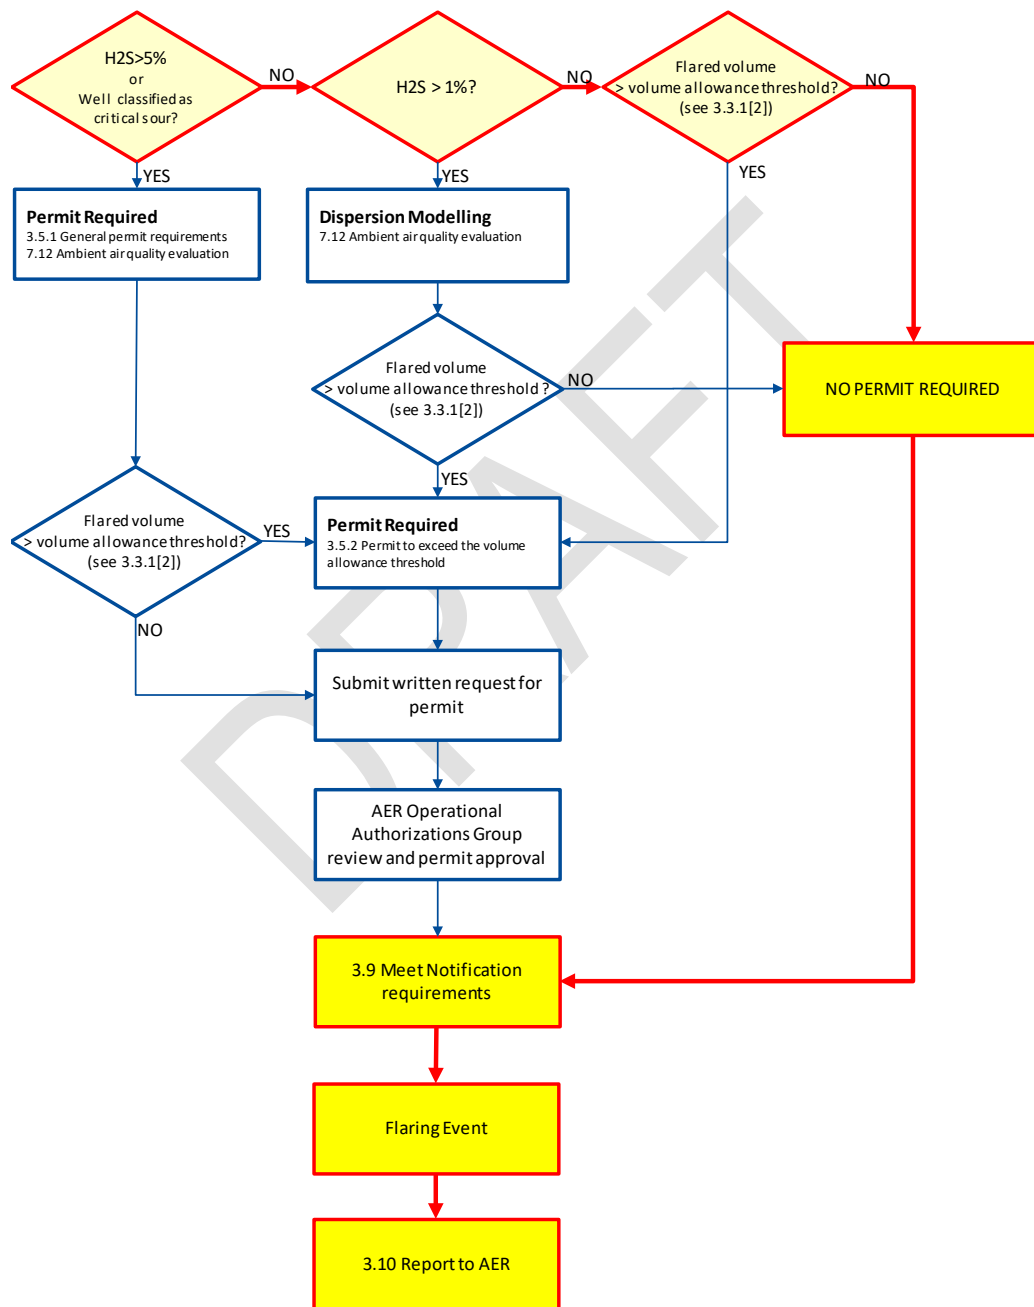 H2S>5%
or
Well classified as
critical sour?
NO
H2S > 1%?
NO
Flared volume
> volume allowance threshold?
(see 3.3.1[2])
NO
YES
YES
YES
Permit Required
3.5.1 General permit requirements
7.12 Ambient air quality evaluation
Dispersion Modelling
7.12 Ambient air quality evaluation
Flared volume
> volume allowance threshold ?
(see 3.3.1[2])
NO
NO PERMIT REQUIRED
YES
Flared volume
> volume allowance threshold?
(see 3.3.1[2])
YES
Permit Required
3.5.2 Permit to exceed the volume
allowance threshold
NO
Submit written request for
permit
AER Operational
Authorizations Group
review and permit approval
3.9 Meet Notification
requirements
Flaring Event
3.10 Report to AER
DRAFT